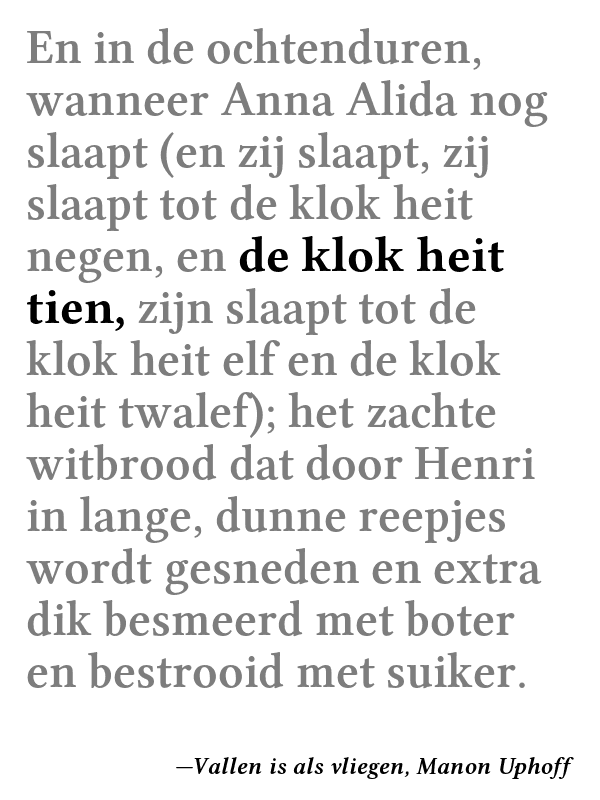 En in de ochtenduren,
wanneer Anna Alida nog
slaapt (en zij slaapt, zij
slaapt tot de klok heit
negen, en de klok heit
tien, zijn slaapt tot de
klok heit elf en de klok
heit twalef); het zachte
witbrood dat door Henri
in lange, dunne reepjes
wordt gesneden en extra
dik besmeerd met boter
en bestrooid met suiker.
—Vallen is als vliegen, Manon Uphoff